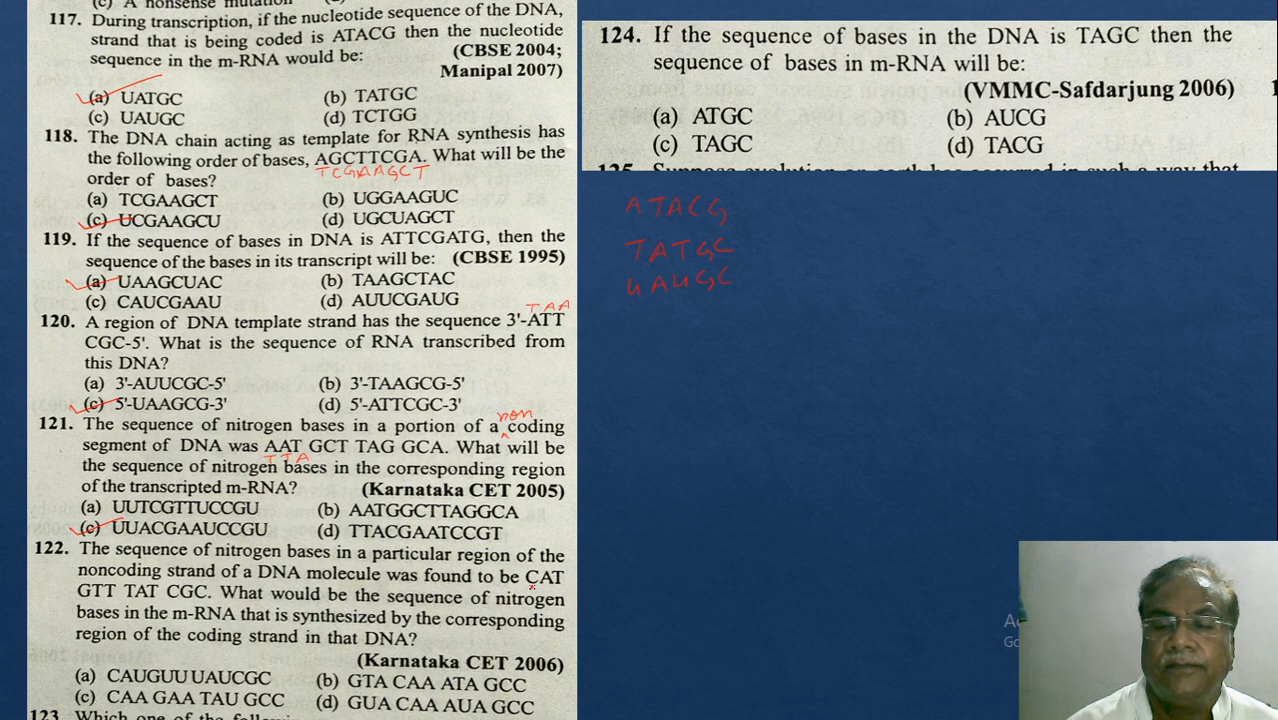 (c) A nonsense mutation
117. During transcription, if the nucleotide sequence of the DNA,
strand that is being coded is ATACG then the nucleotide
sequence in the m-RNA would be: (CBSE 2004;
Manipal 2007)
(a) UATGC (b) TATGC
(c) UAUGC (d) TCTGG
118. The DNA chain acting as template for RNA synthesis has
the following order of bases, AGCTTCGA. What will be the
TCGAAGCT
order of bases?
(a) TCGAAGCT (b) UGGAAGUC
(c) UCGAAGCU (d) UGCUAGCT
119. If the sequence of bases in DNA is ATTCGATG, then the
sequence of the bases in its transcript will be: (CBSE 1995)
(a) UAAGCUAC (b) TAAGCTAC
(c) CAUCGAAU (d) AUUCGAUG
TAA
120. A region of DNA template strand has the sequence 3'-ATT
CGC-5'. What is the sequence of RNA transcribed from
this DNA?
(a) 3'-AUUCGC-5' (b) 3'-TAAGCG-5'
(c) 5'-UAAGCG-3' (d) 5'-ATTCGC-3'
non
121. The sequence of nitrogen bases in a portion of a coding
segment of DNA was AAT GCT TAG GCA. What will be
TTA
the sequence of nitrogen bases in the corresponding region
of the transcripted m-RNA? (Karnataka CET 2005)
(a) UUTCGTTUCCGU (b) AATGGCTTAGGCA
(c) UUACGAAUCCGU (d) TTACGAATCCGT
122. The sequence of nitrogen bases in a particular region of the
noncoding strand of a DNA molecule was found to be CAT
GTT TAT CGC. What would be the sequence of nitrogen
bases in the m-RNA that is synthesized by the corresponding
region of the coding strand in that DNA?
(Karnataka CET 2006)
(a) CAUGUU UAUCGC (b) GTA CAA ATA GCC
(c) CAA GAA TAU GCC (d) GUA CAA AUA GCC
123. Which one of the
124. If the sequence of bases in the DNA is TAGC then the
sequence of bases in m-RNA will be:
(VMMC-Safdarjung 2006)
(a) ATGC (b) AUCG
(c) TAGC (d) TACG
ATACG
TATGC
UAUGC